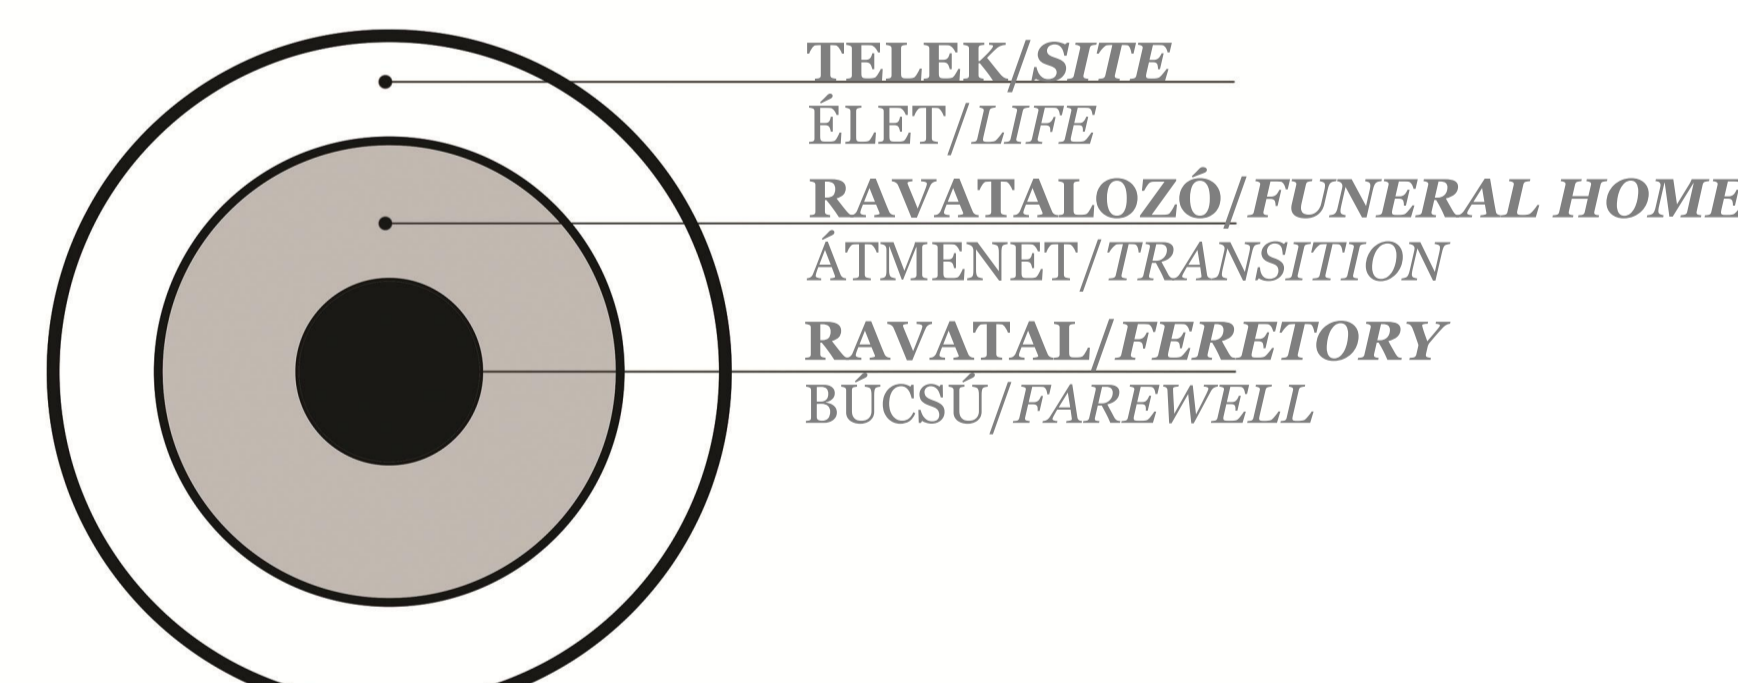 TELEK/SITE
ÉLET/LIFE
RAVATALOZÓ/FUNERAL HOME
ÁTMENET/TRANSITION
RAVATAL/FERETORY
BÚCSÚ/FAREWELL